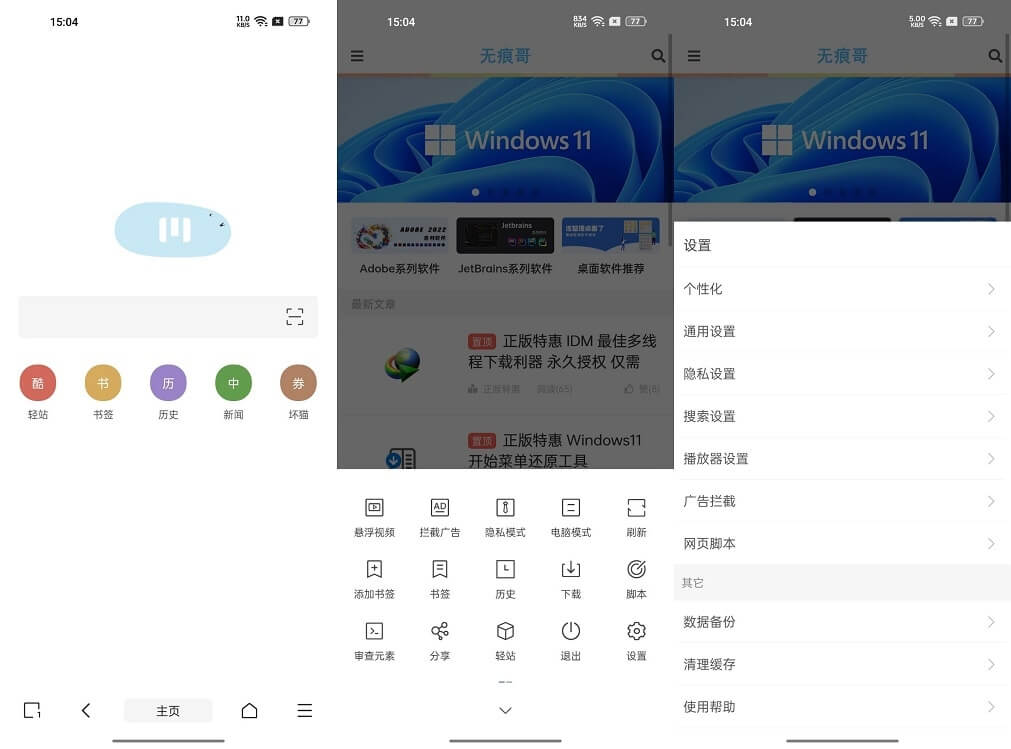 15:04
11.0
KB/S
77
酷
书
历
中
券
轻站
书签
历史
新闻
坏猫
主页
15:04
834
KB/S
77
无痕哥
Windows 11
ADOBE 2022
Jetbrains
Adobe系列软件
JetBrains系列软件
桌面软件推荐
最新文章
置顶 正版特惠 IDM 最佳多线
程下载利器 永久授权 仅需
正版特惠 阅读(65) 赞(8)
置顶 正版特惠 Windows11
开始菜单还原工具
AD
悬浮视频
拦截广告
隐私模式
电脑模式
刷新
添加书签
书签
历史
下载
脚本
审查元素
分享
轻站
退出
设置
15:04
5.00
KB/S
77
无痕哥
Windows 11
设置
个性化
通用设置
隐私设置
搜索设置
播放器设置
广告拦截
网页脚本
其它
数据备份
清理缓存
使用帮助